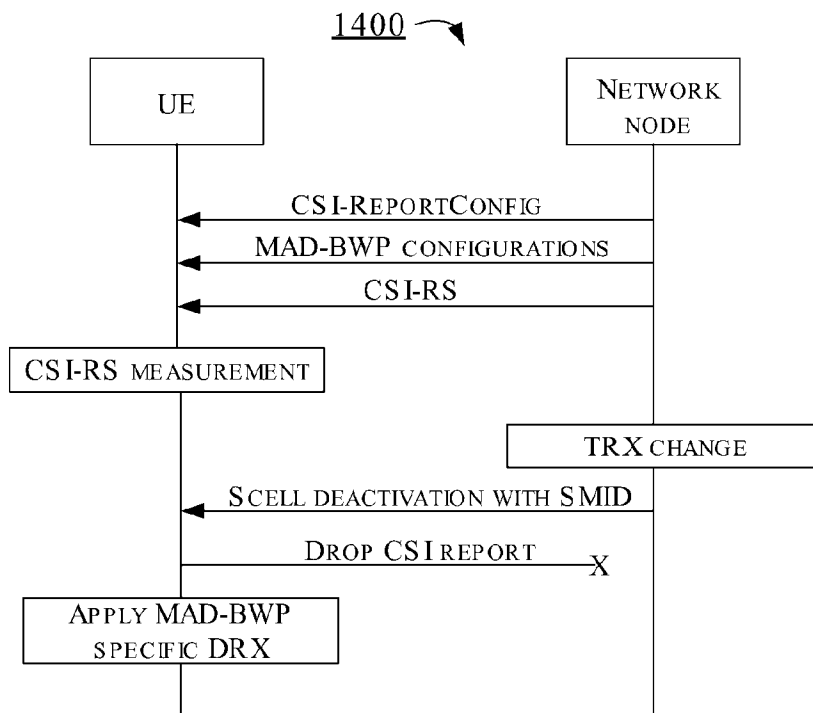 1400
UE
NETWORK
NODE
CSI-REPORTCONFIG
MAD-BWP CONFIGURATIONS
CSI-RS
CSI-RS MEASUREMENT
TRX CHANGE
SCELL DEACTIVATION WITH SMID
DROP CSI REPORT
X
APPLY MAD-BWP
SPECIFIC DRX